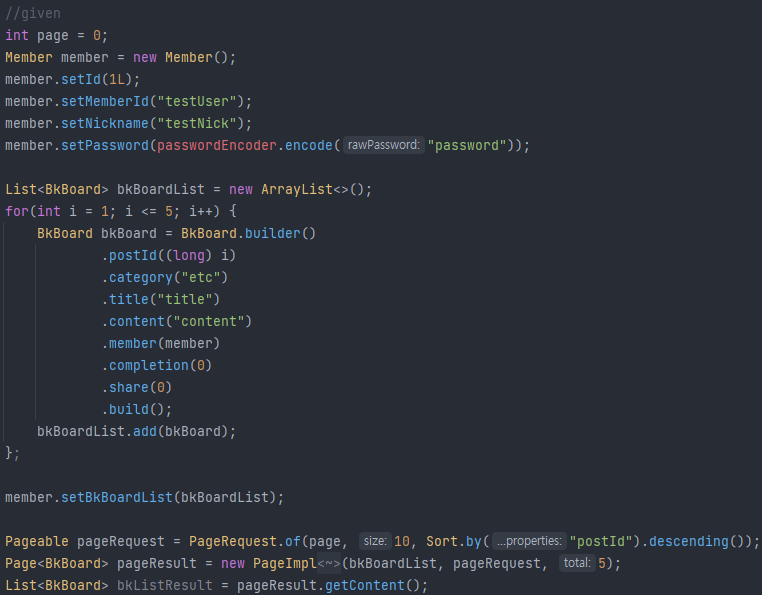 //given
int page = 0;
Member member = new Member();
member.setId(1L);
member.setMemberId("testUser");
member.setNickname("testNick");
member.setPassword(passwordEncoder.encode( rawPassword: "password"));
List<BkBoard> bkBoardList = new ArrayList<>();
for(int i = 1; i <= 5; i++) {
    BkBoard bkBoard = BkBoard.builder()
            .postId((long) i)
            .category("etc")
            .title("title")
            .content("content")
            .member(member)
            .completion(0)
            .share(0)
            .build();
    bkBoardList.add(bkBoard);
};
member.setBkBoardList(bkBoardList);
Pageable pageRequest = PageRequest.of(page, size: 10, Sort.by( ...properties: "postId").descending());
Page<BkBoard> pageResult = new PageImpl<~>(bkBoardList, pageRequest, total: 5);
List<BkBoard> bkListResult = pageResult.getContent();